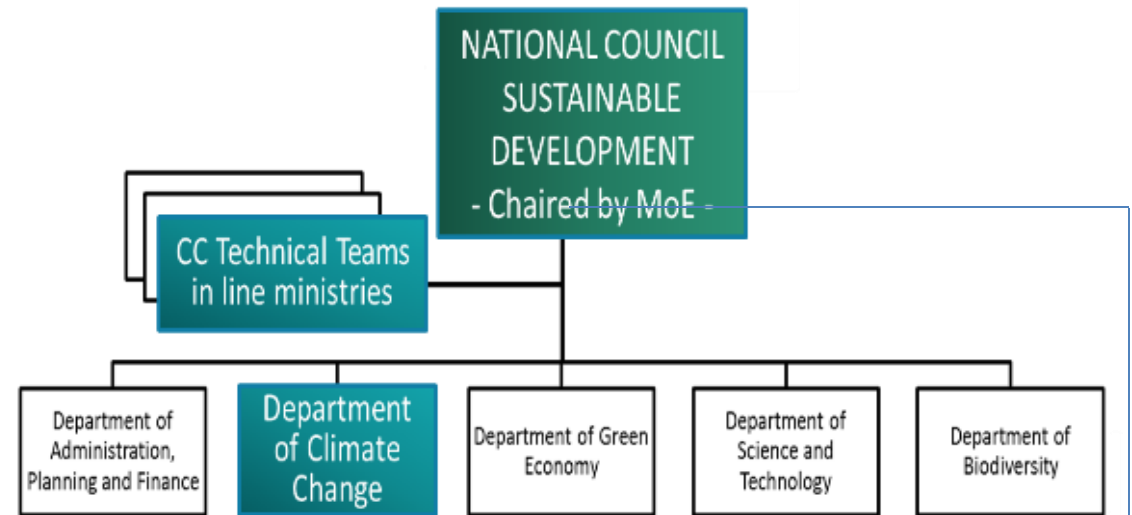 NATIONAL COUNCIL
SUSTAINABLE
DEVELOPMENT
- Chaired by MoE -
CC Technical Teams
in line ministries
Department of
Administration,
Planning and Finance
Department
of Climate
Change
Department of Green
Economy
Department of
Science and
Technology
Department of
Biodiversity